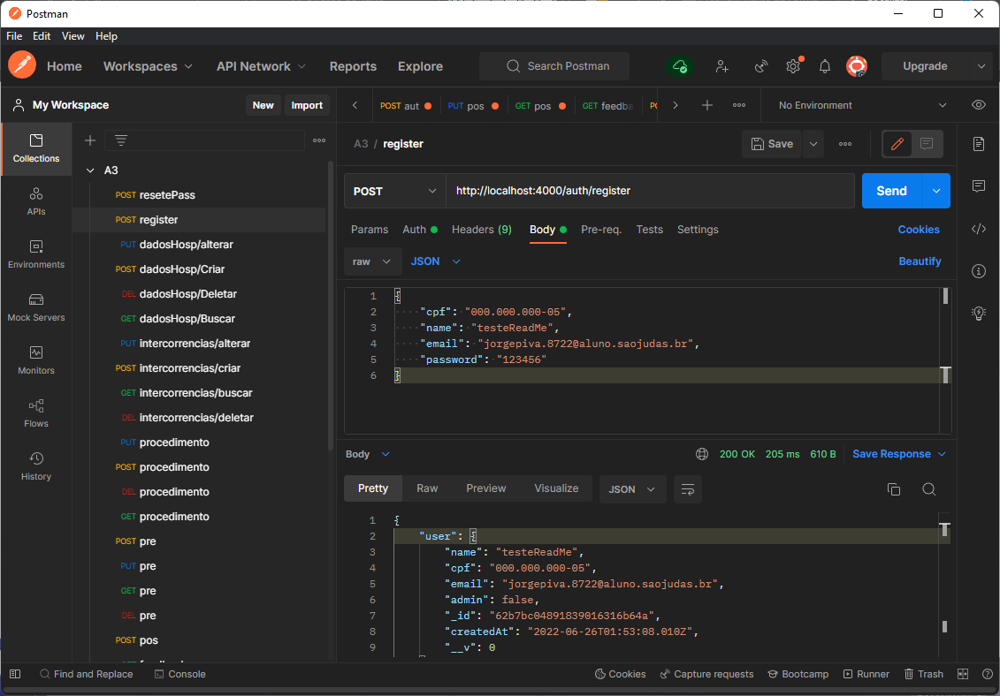 Postman
File Edit View Help
Home Workspaces API Network Reports Explore Search Postman Upgrade
My Workspace New Import
POST aut PUT pos GET pos GET feedba No Environment
Collections
APIs
Environments
Mock Servers
Monitors
Flows
History
A3
POST resetePass
POST register
PUT dadosHosp/alterar
POST dadosHosp/Criar
DEL dadosHosp/Deletar
GET dadosHosp/Buscar
PUT intercorrencias/alterar
POST intercorrencias/criar
GET intercorrencias/buscar
DEL intercorrencias/deletar
PUT procedimento
POST procedimento
DEL procedimento
GET procedimento
POST pre
PUT pre
GET pre
DEL pre
POST pos
A3 / register Save
POST http://localhost:4000/auth/register Send
Params Auth Headers (9) Body Pre-req. Tests Settings Cookies
raw JSON Beautify
1 {
2 "cpf": "000.000.000-05",
3 "name": "testeReadMe",
4 "email": "jorgepiva.8722@aluno.saojudas.br",
5 "password": "123456"
6 }
Body 200 OK 205 ms 610 B Save Response
Pretty Raw Preview Visualize JSON
1 {
2 "user": {
3 "name": "testeReadMe",
4 "cpf": "000.000.000-05",
5 "email": "jorgepiva.8722@aluno.saojudas.br",
6 "admin": false,
7 "_id": "62b7bc04891839016316b64a",
8 "createdAt": "2022-06-26T01:53:08.010Z",
9 "__v": 0
Find and Replace Console Cookies Capture requests Bootcamp Runner Trash